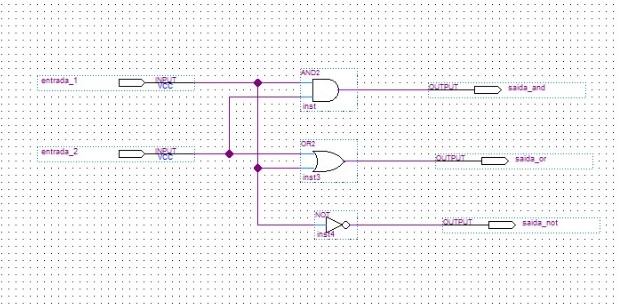 AND2
entrada_1
INPUT
VCC
OUTPUT
saida_and
inst
OR2
entrada_2
INPUT
VCC
OUTPUT
saida_or
inst3
NOT
OUTPUT
saida_not
inst4